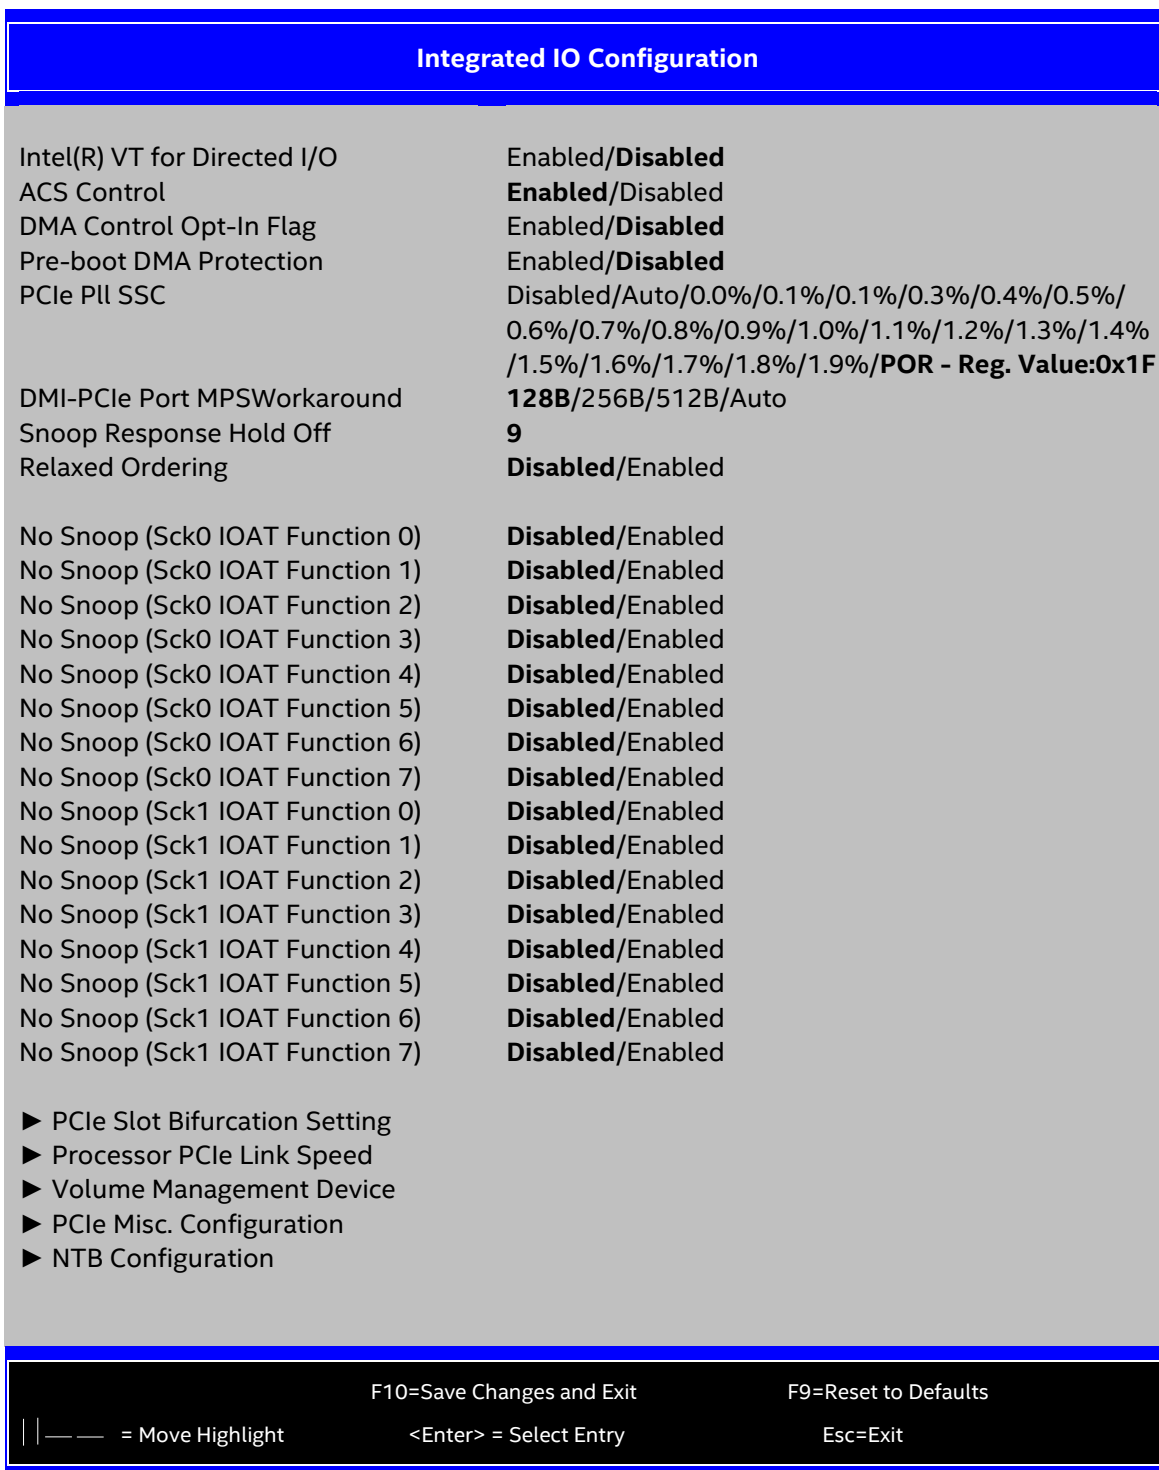 Integrated IO Configuration
Intel(R) VT for Directed I/O Enabled/Disabled
ACS Control Enabled/Disabled
DMA Control Opt-In Flag Enabled/Disabled
Pre-boot DMA Protection Enabled/Disabled
PCIe Pll SSC Disabled/Auto/0.0%/0.1%/0.1%/0.3%/0.4%/0.5%/
0.6%/0.7%/0.8%/0.9%/1.0%/1.1%/1.2%/1.3%/1.4%
/1.5%/1.6%/1.7%/1.8%/1.9%/POR - Reg. Value:0x1F
DMI-PCIe Port MPSWorkaround 128B/256B/512B/Auto
Snoop Response Hold Off 9
Relaxed Ordering Disabled/Enabled
No Snoop (Sck0 IOAT Function 0) Disabled/Enabled
No Snoop (Sck0 IOAT Function 1) Disabled/Enabled
No Snoop (Sck0 IOAT Function 2) Disabled/Enabled
No Snoop (Sck0 IOAT Function 3) Disabled/Enabled
No Snoop (Sck0 IOAT Function 4) Disabled/Enabled
No Snoop (Sck0 IOAT Function 5) Disabled/Enabled
No Snoop (Sck0 IOAT Function 6) Disabled/Enabled
No Snoop (Sck0 IOAT Function 7) Disabled/Enabled
No Snoop (Sck1 IOAT Function 0) Disabled/Enabled
No Snoop (Sck1 IOAT Function 1) Disabled/Enabled
No Snoop (Sck1 IOAT Function 2) Disabled/Enabled
No Snoop (Sck1 IOAT Function 3) Disabled/Enabled
No Snoop (Sck1 IOAT Function 4) Disabled/Enabled
No Snoop (Sck1 IOAT Function 5) Disabled/Enabled
No Snoop (Sck1 IOAT Function 6) Disabled/Enabled
No Snoop (Sck1 IOAT Function 7) Disabled/Enabled
► PCIe Slot Bifurcation Setting
► Processor PCIe Link Speed
► Volume Management Device
► PCIe Misc. Configuration
► NTB Configuration
F10=Save Changes and Exit F9=Reset to Defaults
= Move Highlight <Enter> = Select Entry Esc=Exit